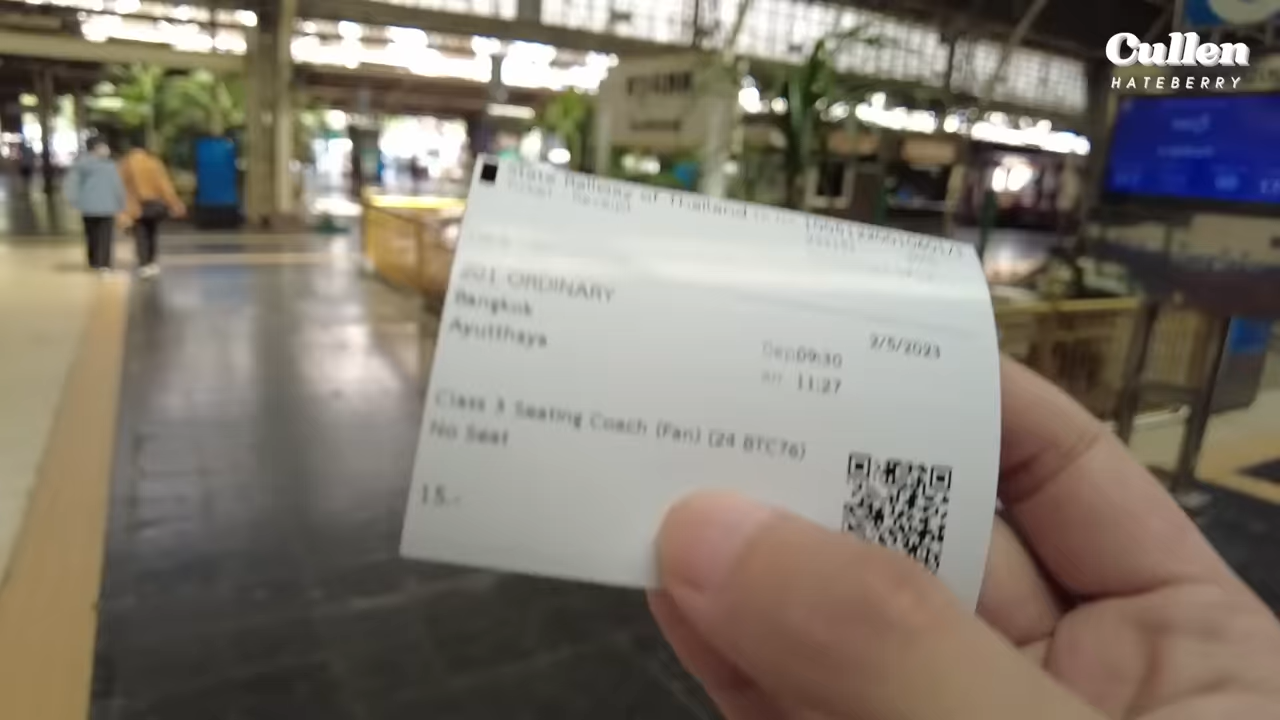 Cullen
HATEBERRY
State Railway of Thailand
201 ORDINARY
Bangkok
Ayutthaya
2/5/2023
Dep09:30
Arr 11:27
Class 3 Seating Coach (Fan) (24 BTC76)
No Seat
15.-